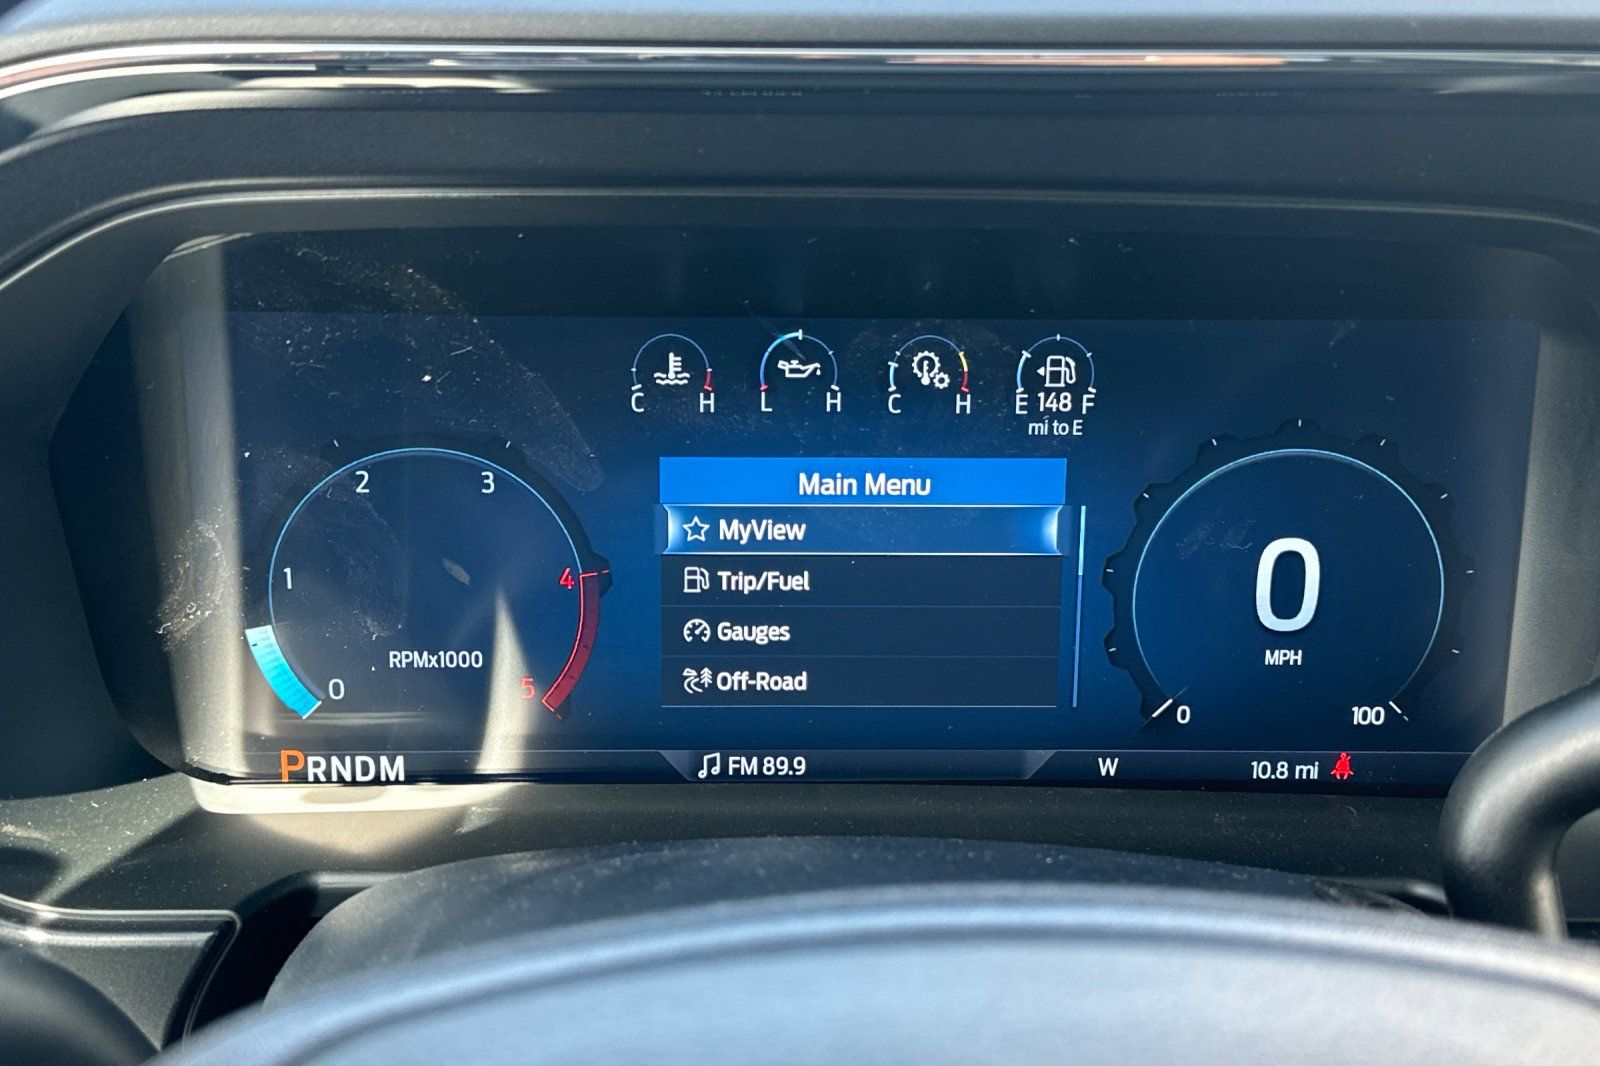 C H L H C H E 148 F
mi to E
Main Menu
MyView
Trip/Fuel
Gauges
Off-Road
2 3
1 4
0 5
RPMx1000
0
MPH
0 100
PRNDM
FM 89.9
W
10.8 mi